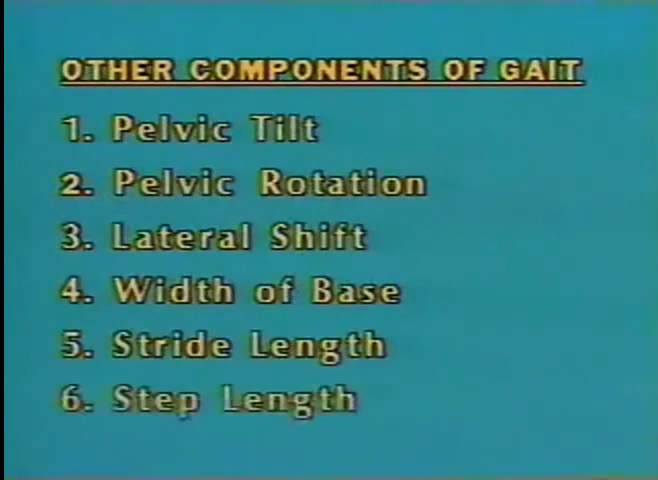 OTHER COMPONENTS OF GAIT
1. Pelvic Tilt
2. Pelvic Rotation
3. Lateral Shift
4. Width of Base
5. Stride Length
6. Step Length